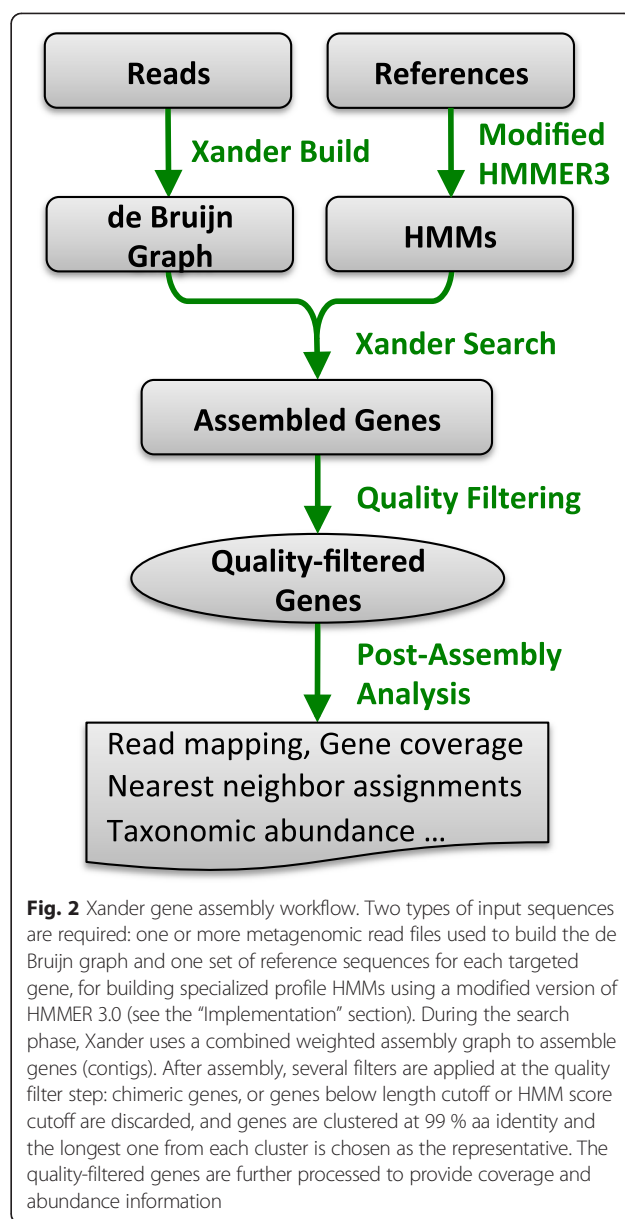 Reads
References
Xander Build
Modified
HMMER3
de Bruijn
Graph
HMMs
Xander Search
Assembled Genes
Quality Filtering
Quality-filtered
Genes
Post-Assembly
Analysis
Read mapping, Gene coverage
Nearest neighbor assignments
Taxonomic abundance ...
Fig. 2 Xander gene assembly workflow. Two types of input sequences
are required: one or more metagenomic read files used to build the de
Bruijn graph and one set of reference sequences for each targeted
gene, for building specialized profile HMMs using a modified version of
HMMER 3.0 (see the “Implementation” section). During the search
phase, Xander uses a combined weighted assembly graph to assemble
genes (contigs). After assembly, several filters are applied at the quality
filter step: chimeric genes, or genes below length cutoff or HMM score
cutoff are discarded, and genes are clustered at 99 % aa identity and
the longest one from each cluster is chosen as the representative. The
quality-filtered genes are further processed to provide coverage and
abundance information